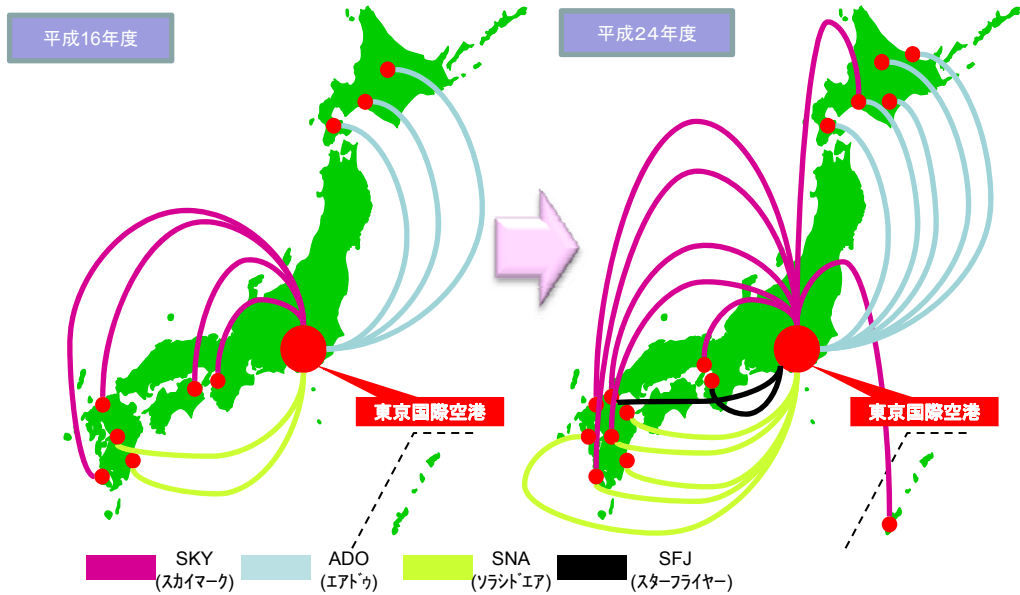 平成16年度
平成24年度
東京国際空港
東京国際空港
SKY
(スカイマーク)
ADO
(エアドゥ)
SNA
(ソラシドエア)
SFJ
(スターフライヤー)